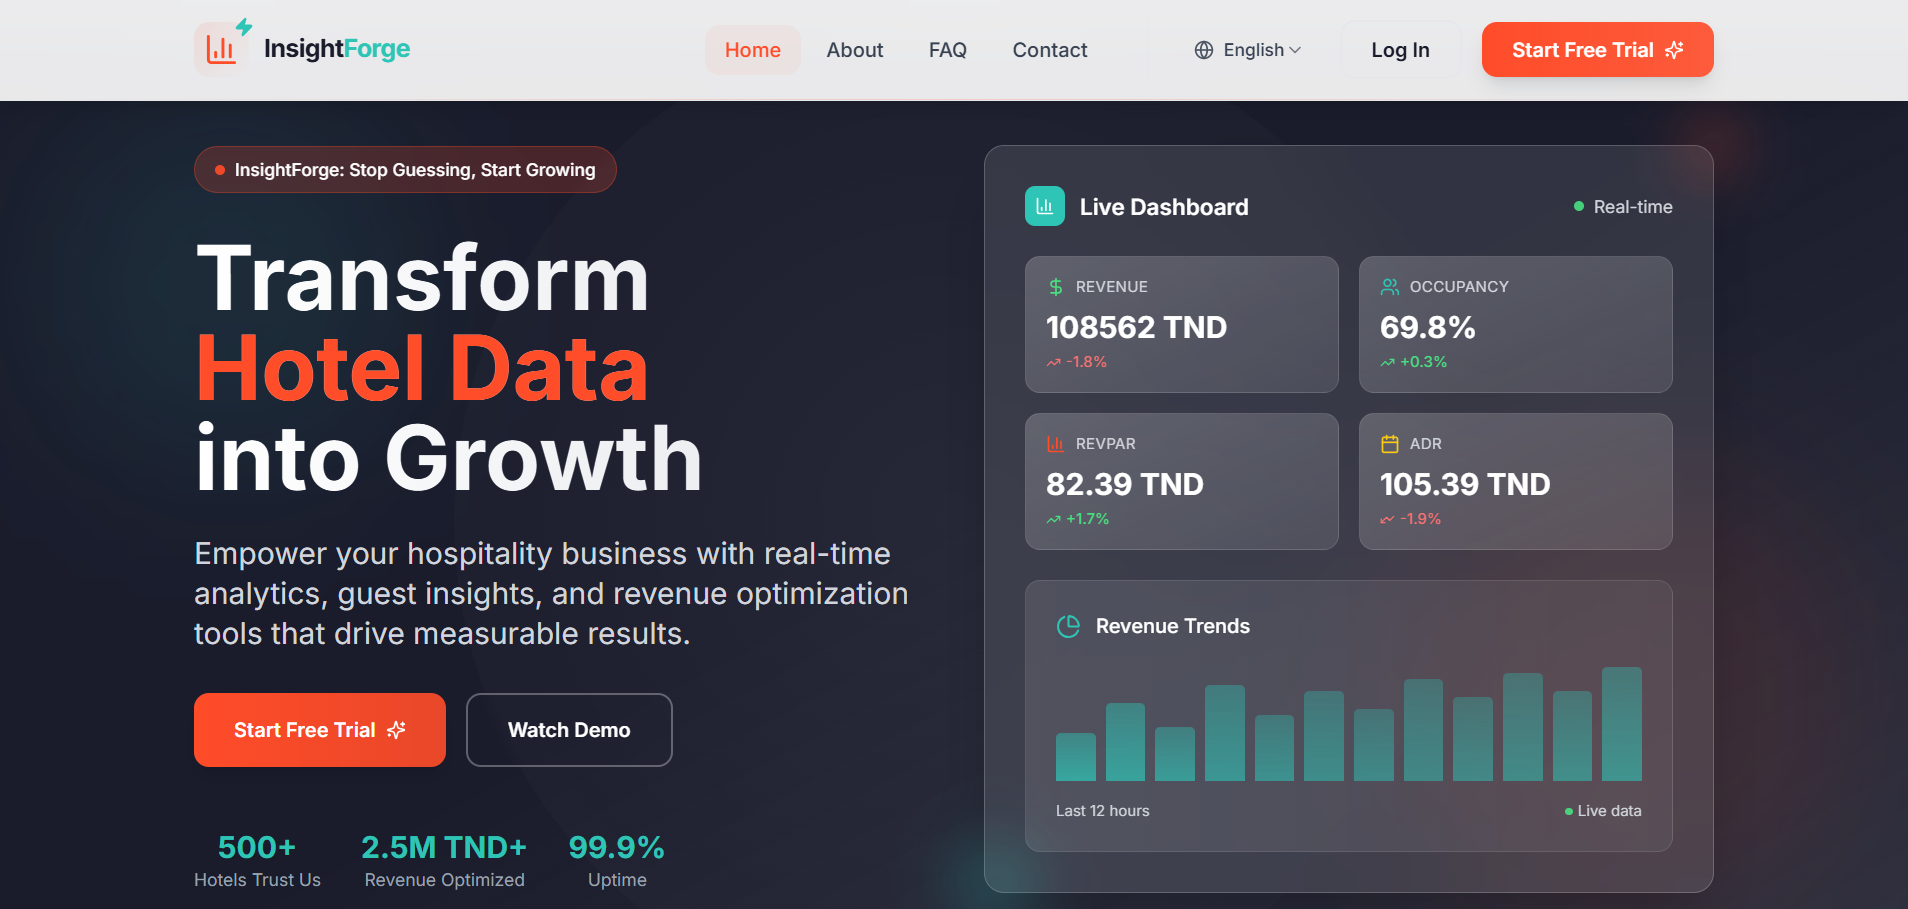 InsightForge
Home
About
FAQ
Contact
English
Log In
Start Free Trial
InsightForge: Stop Guessing, Start Growing
Transform
Hotel Data
into Growth
Empower your hospitality business with real-time
analytics, guest insights, and revenue optimization
tools that drive measurable results.
Start Free Trial
Watch Demo
500+
Hotels Trust Us
2.5M TND+
Revenue Optimized
99.9%
Uptime
Live Dashboard
Real-time
REVENUE
108562 TND
-1.8%
OCCUPANCY
69.8%
+0.3%
REVPAR
82.39 TND
+1.7%
ADR
105.39 TND
-1.9%
Revenue Trends
Last 12 hours
Live data